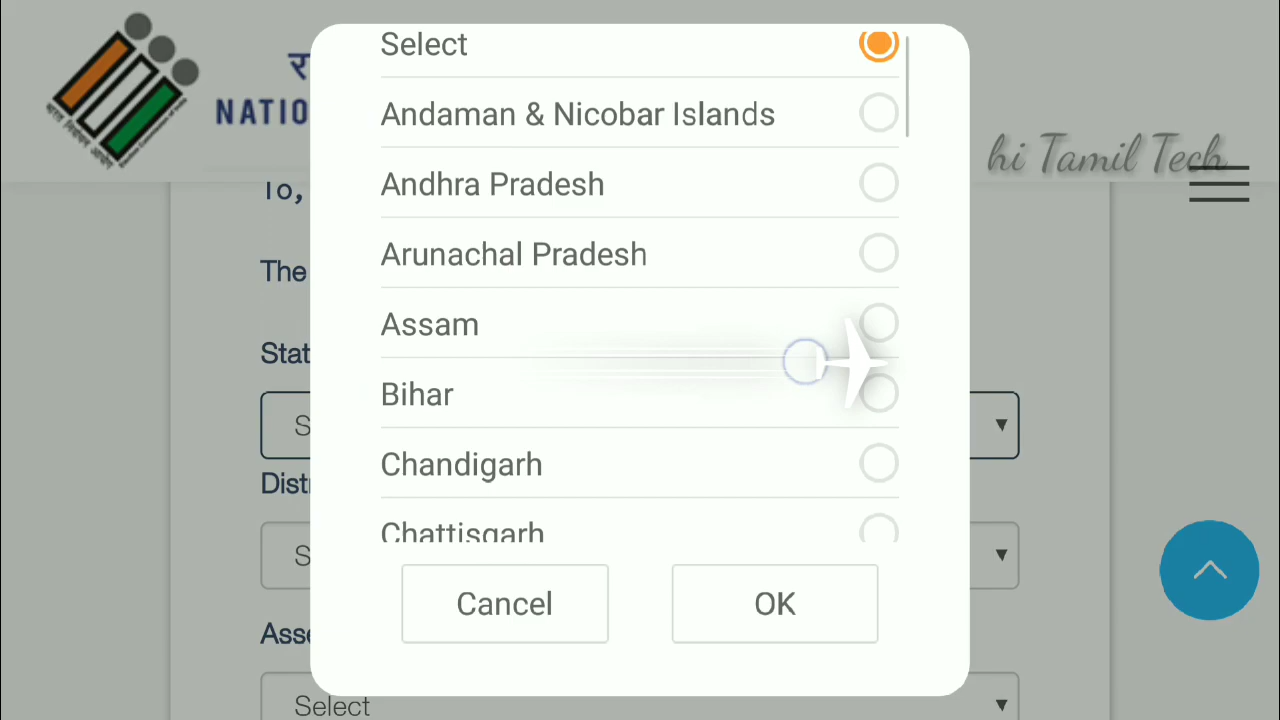 Select
Andaman & Nicobar Islands
Andhra Pradesh
Arunachal Pradesh
Assam
Bihar
Chandigarh
Chattisgarh
Cancel
OK
NATIO
hi Tamil Tech
To,
The
Stat
S
Distr
S
Asse
Select